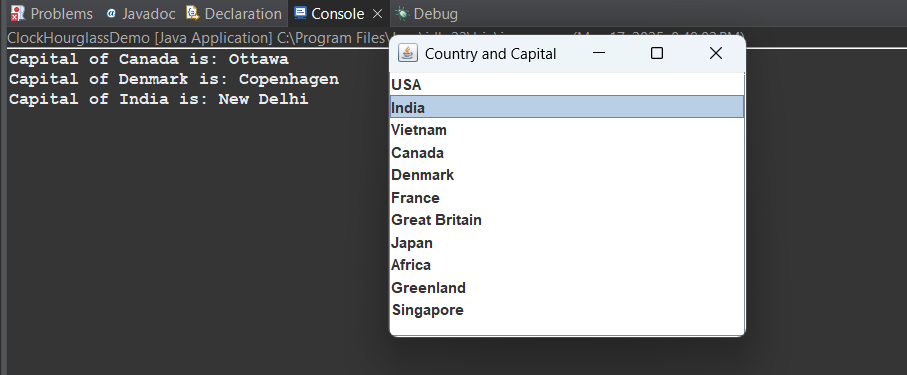 Problems Javadoc Declaration Console Debug
ClockHourglassDemo [Java Application] C:\Program Files\
Capital of Canada is: Ottawa
Capital of Denmark is: Copenhagen
Capital of India is: New Delhi
Country and Capital
USA
India
Vietnam
Canada
Denmark
France
Great Britain
Japan
Africa
Greenland
Singapore